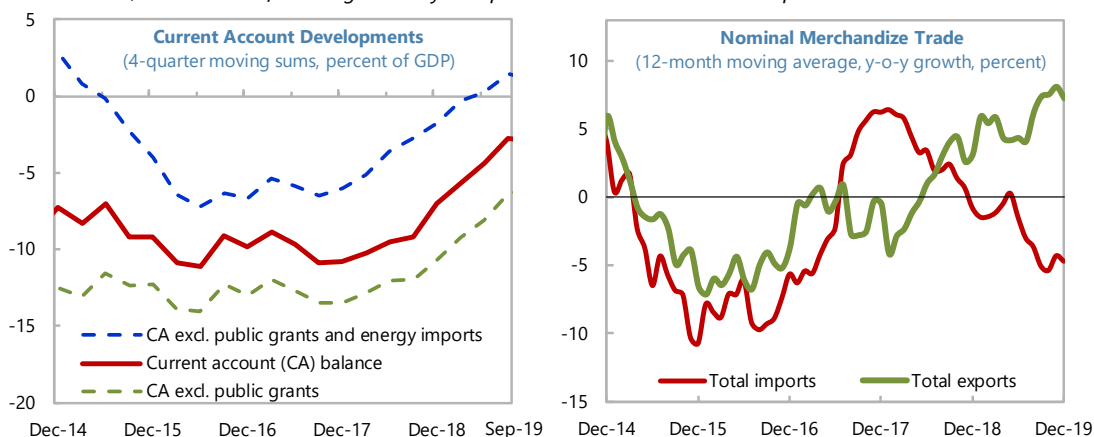 Current Account Developments
(4-quarter moving sums, percent of GDP)
5
0
-5
-10
-15
-20
CA excl. public grants and energy imports
Current account (CA) balance
CA excl. public grants
Dec-14 Dec-15 Dec-16 Dec-17 Dec-18 Sep-19
Nominal Merchandize Trade
(12-month moving average, y-o-y growth, percent)
10
5
0
-5
-10
-15
Total imports Total exports
Dec-14 Dec-15 Dec-16 Dec-17 Dec-18 Dec-19